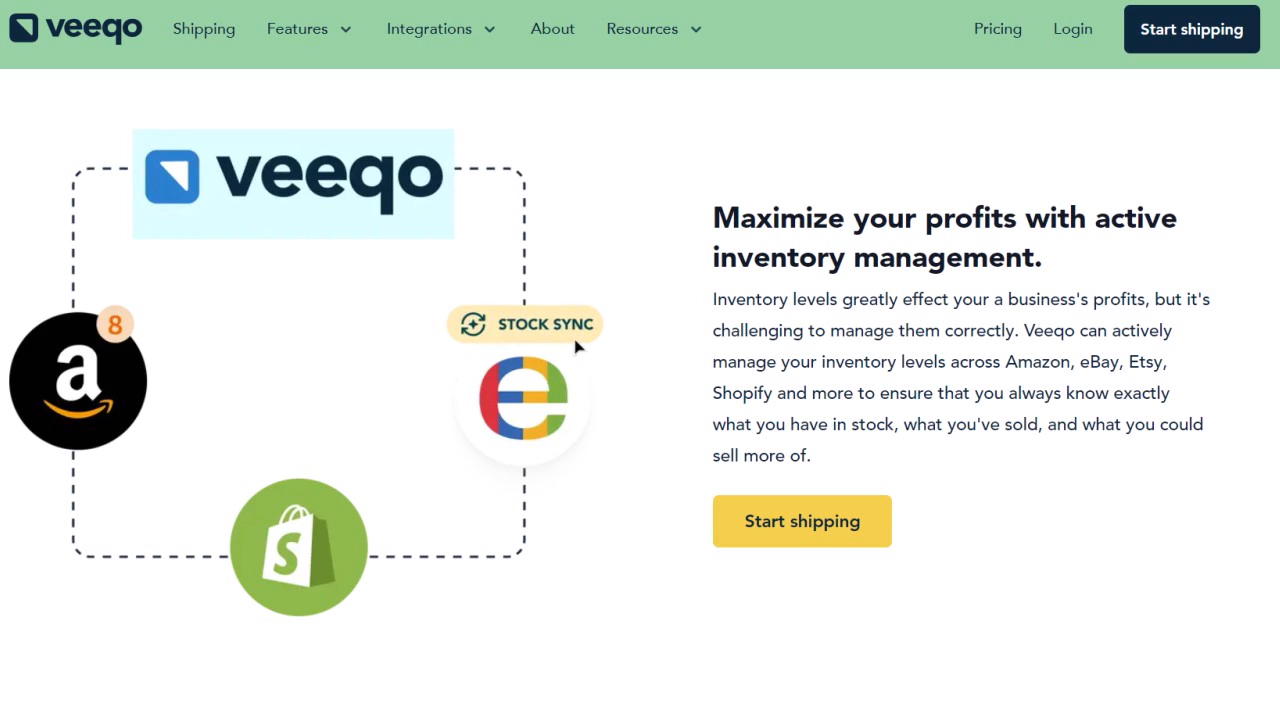 veeqo
Shipping
Features
Integrations
About
Resources
Pricing
Login
Start shipping
veeqo
8
a
STOCK SYNC
e
S
Maximize your profits with active
inventory management.
Inventory levels greatly effect your a business's profits, but it's
challenging to manage them correctly. Veeqo can actively
manage your inventory levels across Amazon, eBay, Etsy,
Shopify and more to ensure that you always know exactly
what you have in stock, what you've sold, and what you could
sell more of.
Start shipping